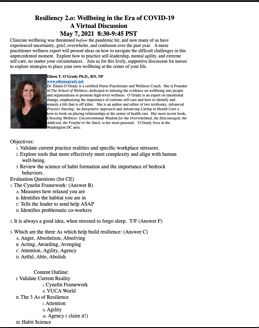 Resiliency 2.0: Wellbeing in the Era of COVID-19
A Virtual Discussion
May 7, 2021 8:30-9:45 PST
Clinician wellbeing was threatened before the pandemic hit, and now many of us have
experienced uncertainty, grief, overwhelm, and confusion over the past year. A nurse
practitioner wellness expert will present ideas on how to navigate the difficult challenges in this
unprecedented moment. Explore how to practice self-leadership, mental agility, and extreme
self-care, no matter your circumstances. Join us for this lively, supportive discussion for nurses
to explore strategies to place your own wellbeing at the center of your life.
Eileen T. O'Grady Ph.D., RN, NP
www.eileenogrady.net
Dr. Eileen O'Grady is a certified Nurse Practitioner and Wellness Coach. She is Founder
of The School of Wellness, dedicated to infusing the evidence on wellbeing into people
and organizations to promote high-level wellness. O'Grady is an expert on intentional
change, emphasizing the importance of extreme self care and how to identify and
remedy a life that is off kilter. She is an author and editor of two textbooks, Advanced
Practice Nursing: An Integrative Approach and Advancing Caring in Health Care a
how to book on placing relationships at the center of health care. Her most recent book,
Choosing Wellness: Unconventional Wisdom for the Overwhelmed, the Discouraged, the
Addicted, the Fearful or the Stuck, is her most personal. O'Grady lives in the
Washington DC area.
Objectives:
1. Validate current practice realities and specific workplace stressors.
2. Explore tools that more effectively meet complexity and align with human
well-being.
3. Review the science of habit formation and the importance of bedrock
behaviors.
Evaluation Questions (for CE)
1. The Cynefin Framework: (Answer B)
A. Measures how relaxed you are
B. Identifies the habitat you are in
C. Tells the leader to send help ASAP
D. Identifies problematic co-workers
2. It is always a good idea, when stressed to forgo sleep. T/F (Answer F)
3. Which are the three As which help build resilience: (Answer C)
A. Anger, Absolutism, Absolving
B. Acting, Awarding, Avenging
C. Attention, Agility, Agency
D. Artful, Able, Abolish
Content Outline:
I. Validate Current Reality
i. Cynefin Framework
ii. VUCA World
II. The 3 As of Resilience
i. Attention
ii. Agility
iii. Agency ( claim it!)
III. Habit Science